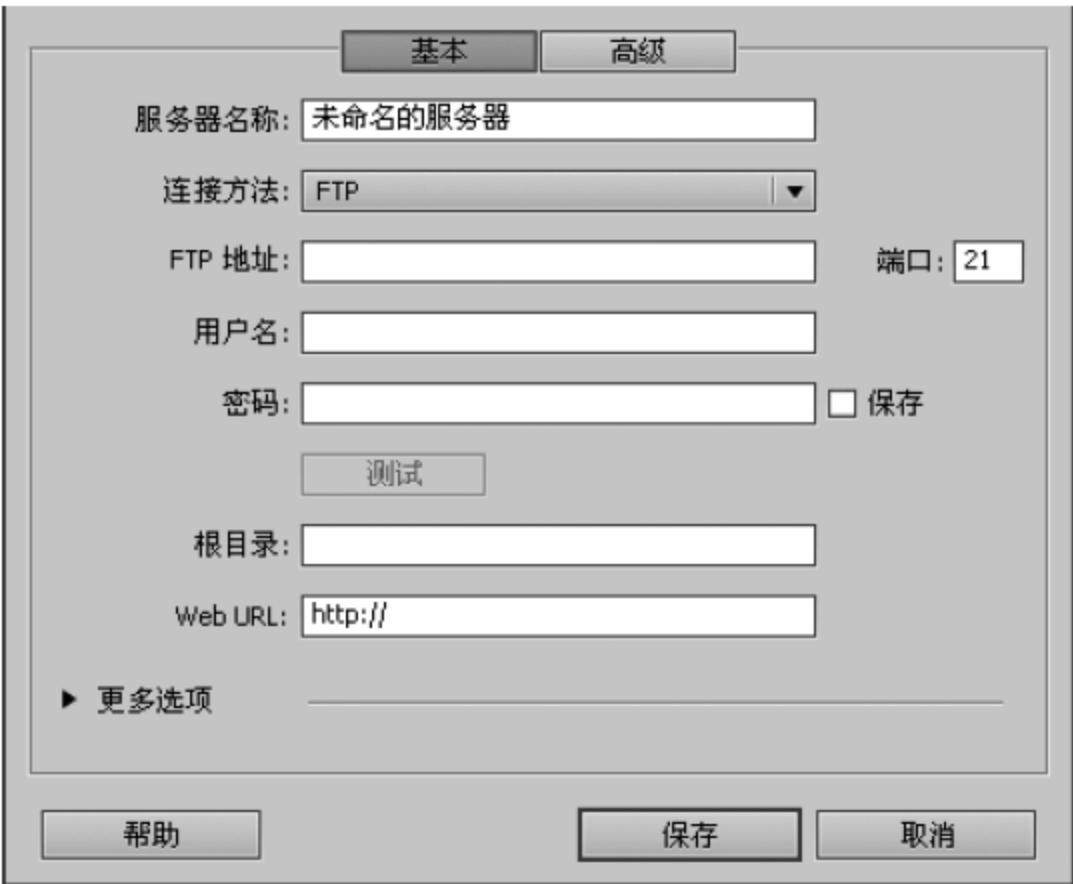 基本 高级
服务器名称: 未命名的服务器
连接方法: FTP
FTP 地址: 端口: 21
用户名:
密码: 保存
测试
根目录:
Web URL: http://
更多选项
帮助 保存 取消